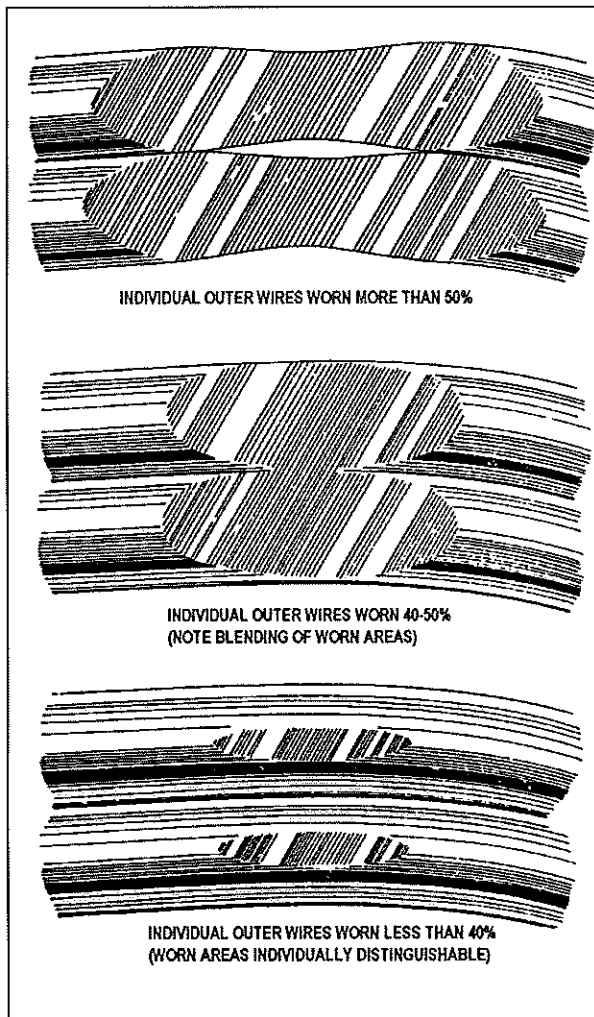 INDIVIDUAL OUTER WIRES WORN MORE THAN 50%
INDIVIDUAL OUTER WIRES WORN 40-50%
(NOTE BLENDING OF WORN AREAS)
INDIVIDUAL OUTER WIRES WORN LESS THAN 40%
(WORN AREAS INDIVIDUALLY DISTINGUISHABLE)